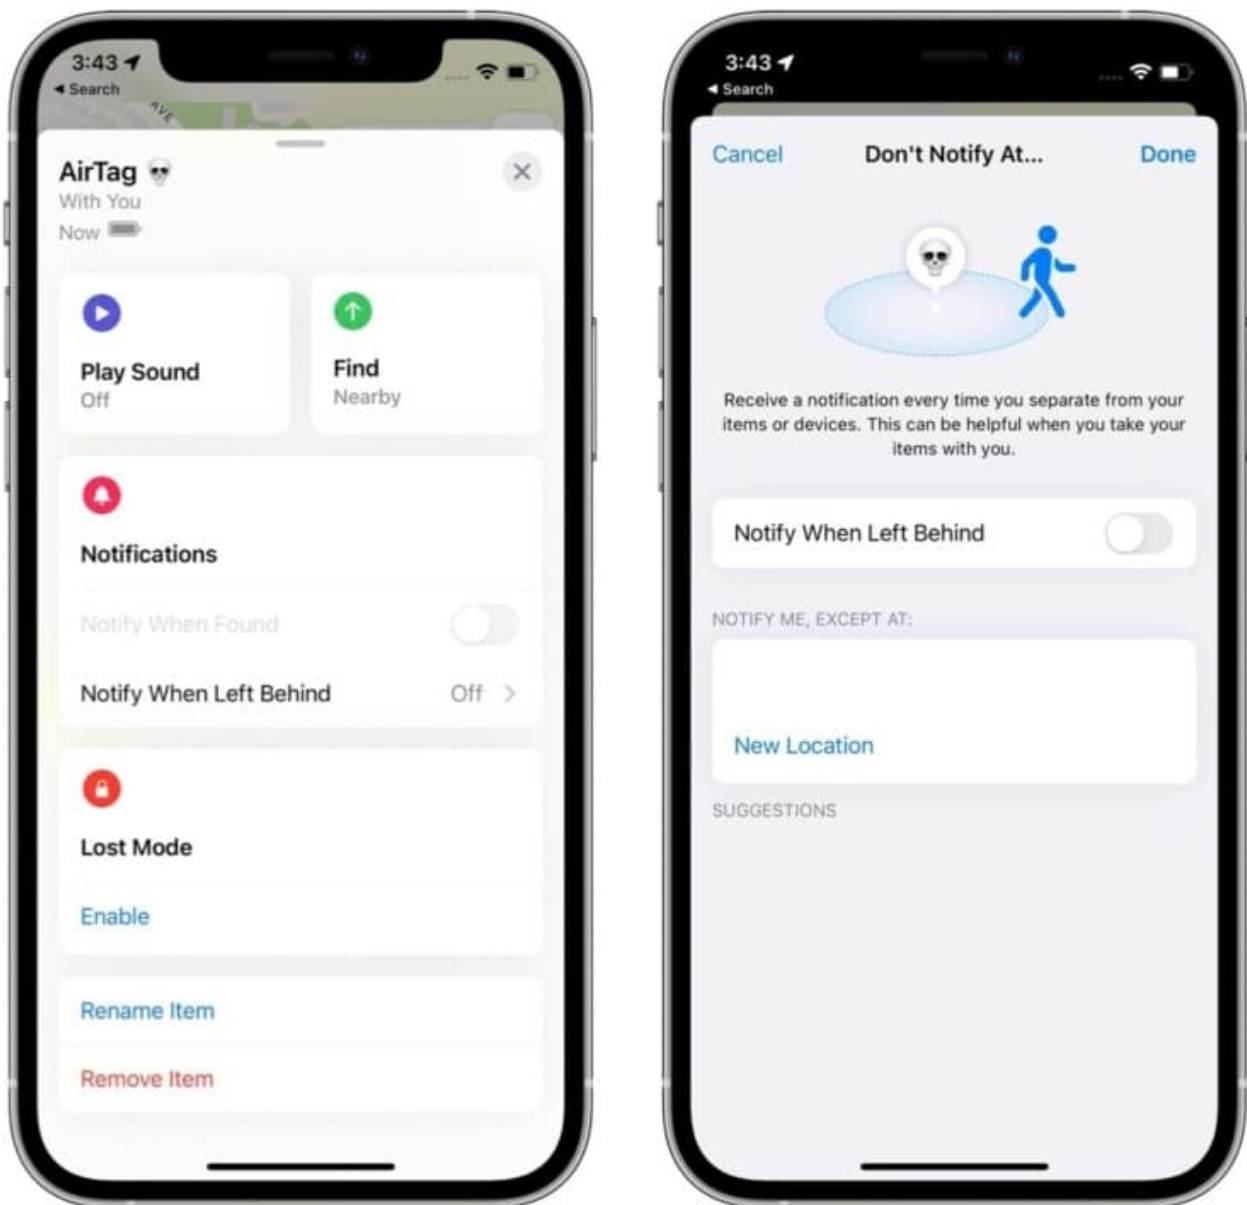 3:43
Search
AVE
AirTag 💀
With You
Now
Play Sound
Off
Find
Nearby
Notifications
Notify When Found
Notify When Left Behind
Off
Lost Mode
Enable
Rename Item
Remove Item
3:43
Search
Cancel
Don't Notify At...
Done
Receive a notification every time you separate from your
items or devices. This can be helpful when you take your
items with you.
Notify When Left Behind
NOTIFY ME, EXCEPT AT:
New Location
SUGGESTIONS